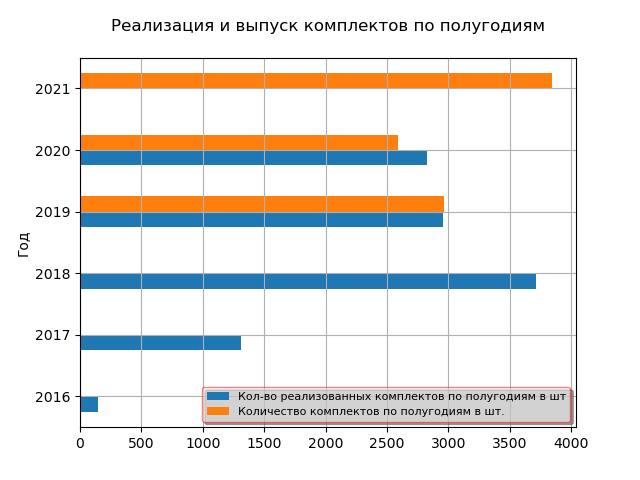 Реализация и выпуск комплектов по полугодиям
2021
2020
2019
2018
2017
2016
Год
Кол-во реализованных комплектов по полугодиям в шт
Количество комплектов по полугодиям в шт.
0 500 1000 1500 2000 2500 3000 3500 4000